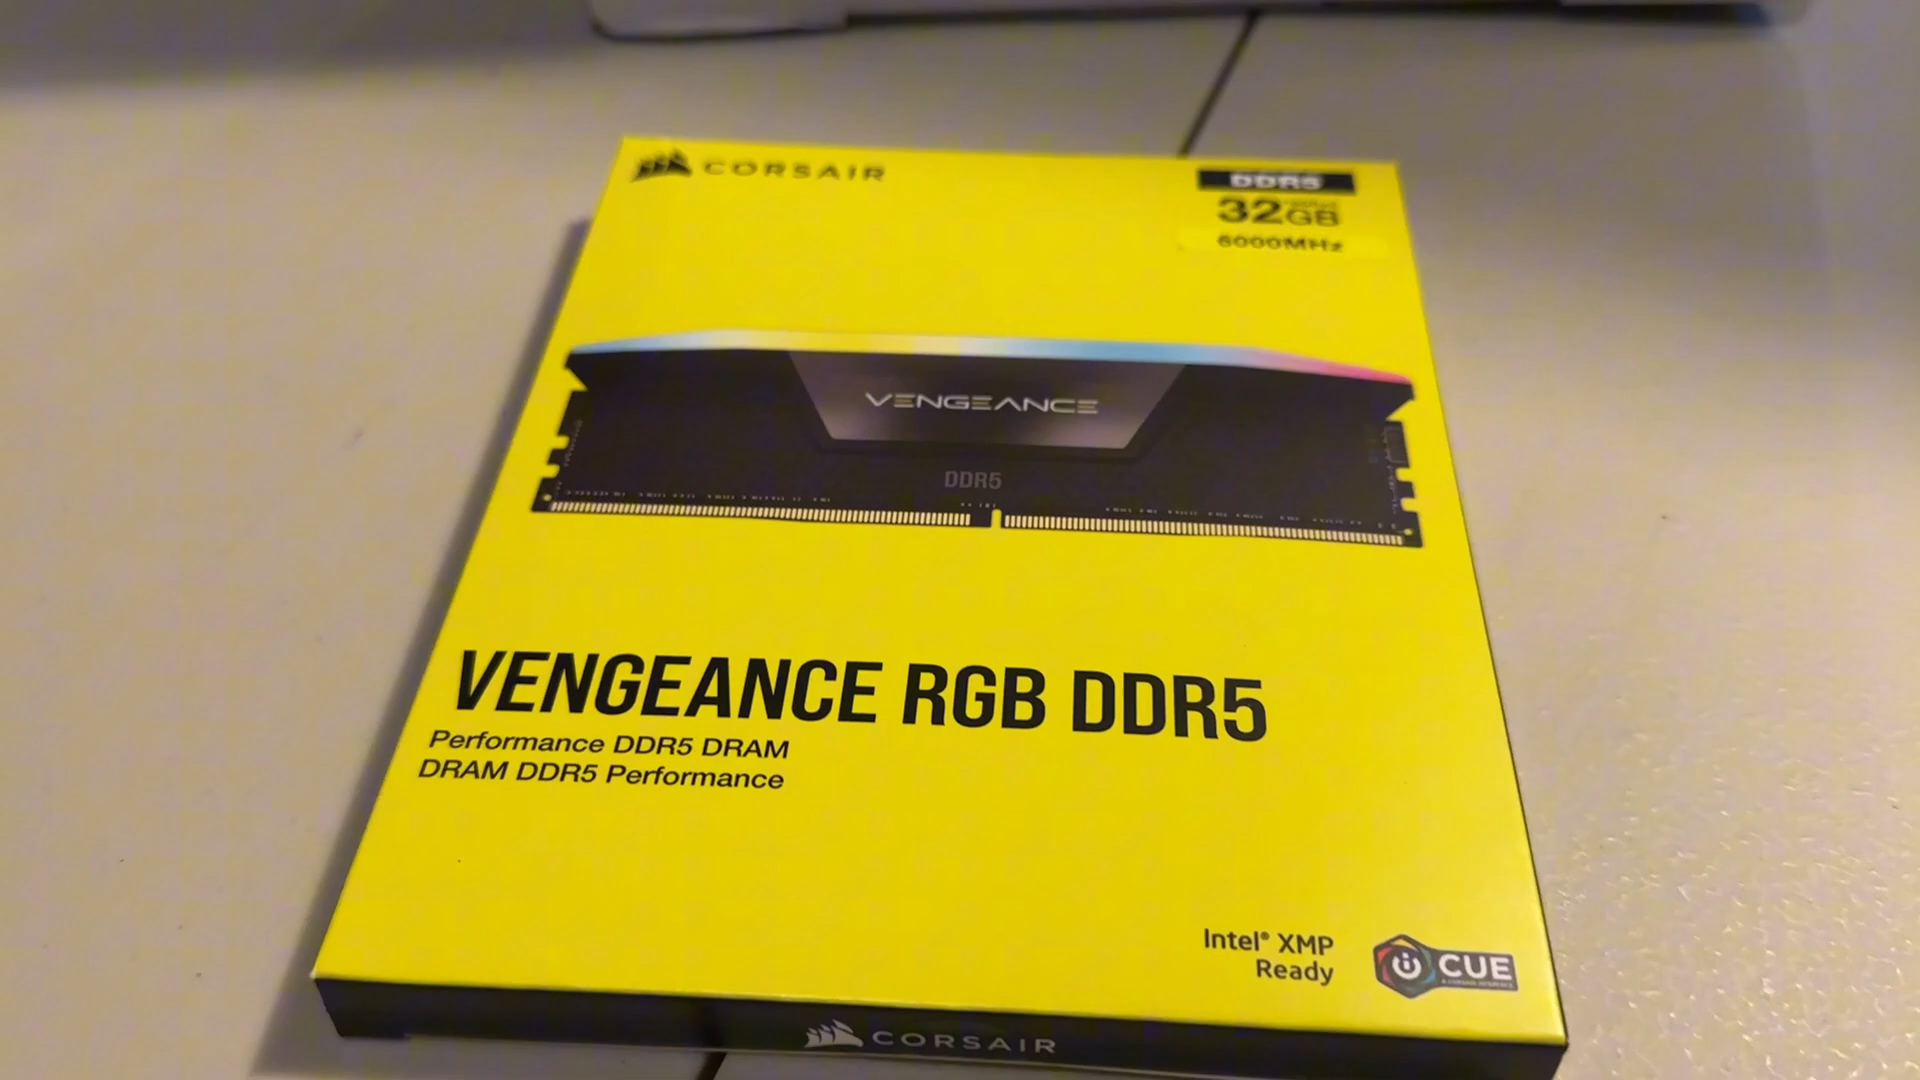 CORSAIR
DDR5
32GB
6000MHz
VENGEANCE
DDR5
VENGEANCE RGB DDR5
Performance DDR5 DRAM
DRAM DDR5 Performance
Intel® XMP
Ready
CUE
CORSAIR